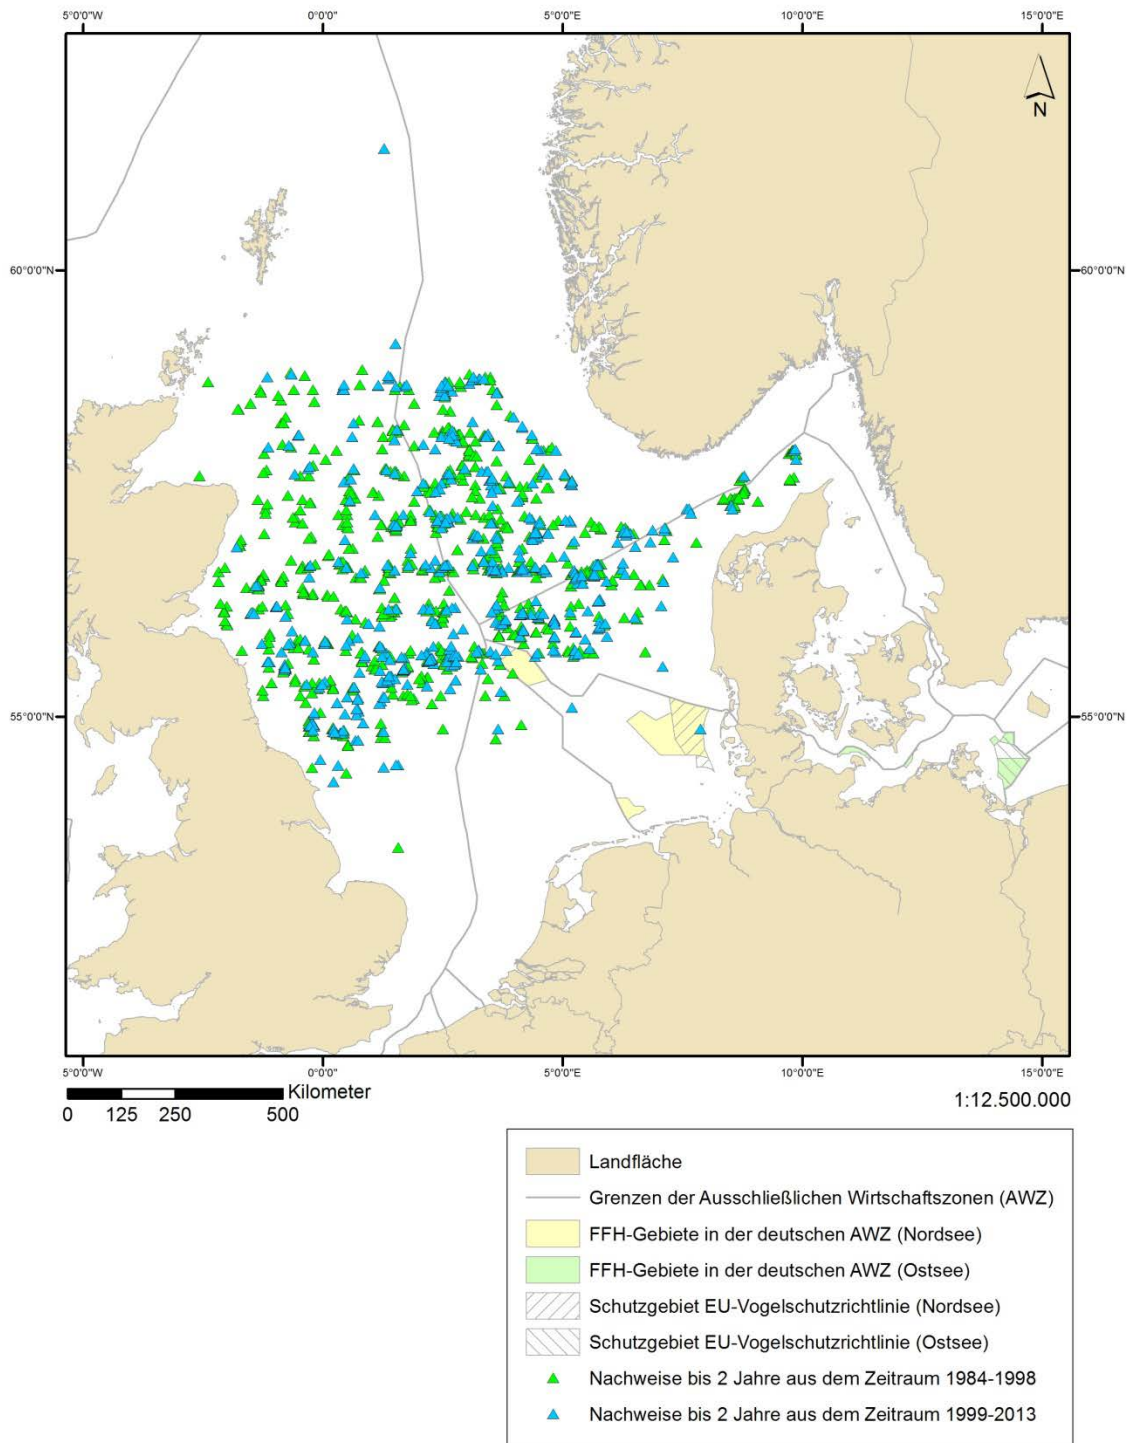 5°0'0"W 0°0'0" 5°0'0"E 10°0'0"E 15°0'0"E
N
60°0'0"N 60°0'0"N
55°0'0"N 55°0'0"N
5°0'0"W 0°0'0" 5°0'0"E 10°0'0"E 15°0'0"E
Kilometer
0 125 250 500
1:12.500.000
Landfläche
Grenzen der Ausschließlichen Wirtschaftszonen (AWZ)
FFH-Gebiete in der deutschen AWZ (Nordsee)
FFH-Gebiete in der deutschen AWZ (Ostsee)
Schutzgebiet EU-Vogelschutzrichtlinie (Nordsee)
Schutzgebiet EU-Vogelschutzrichtlinie (Ostsee)
Nachweise bis 2 Jahre aus dem Zeitraum 1984-1998
Nachweise bis 2 Jahre aus dem Zeitraum 1999-2013